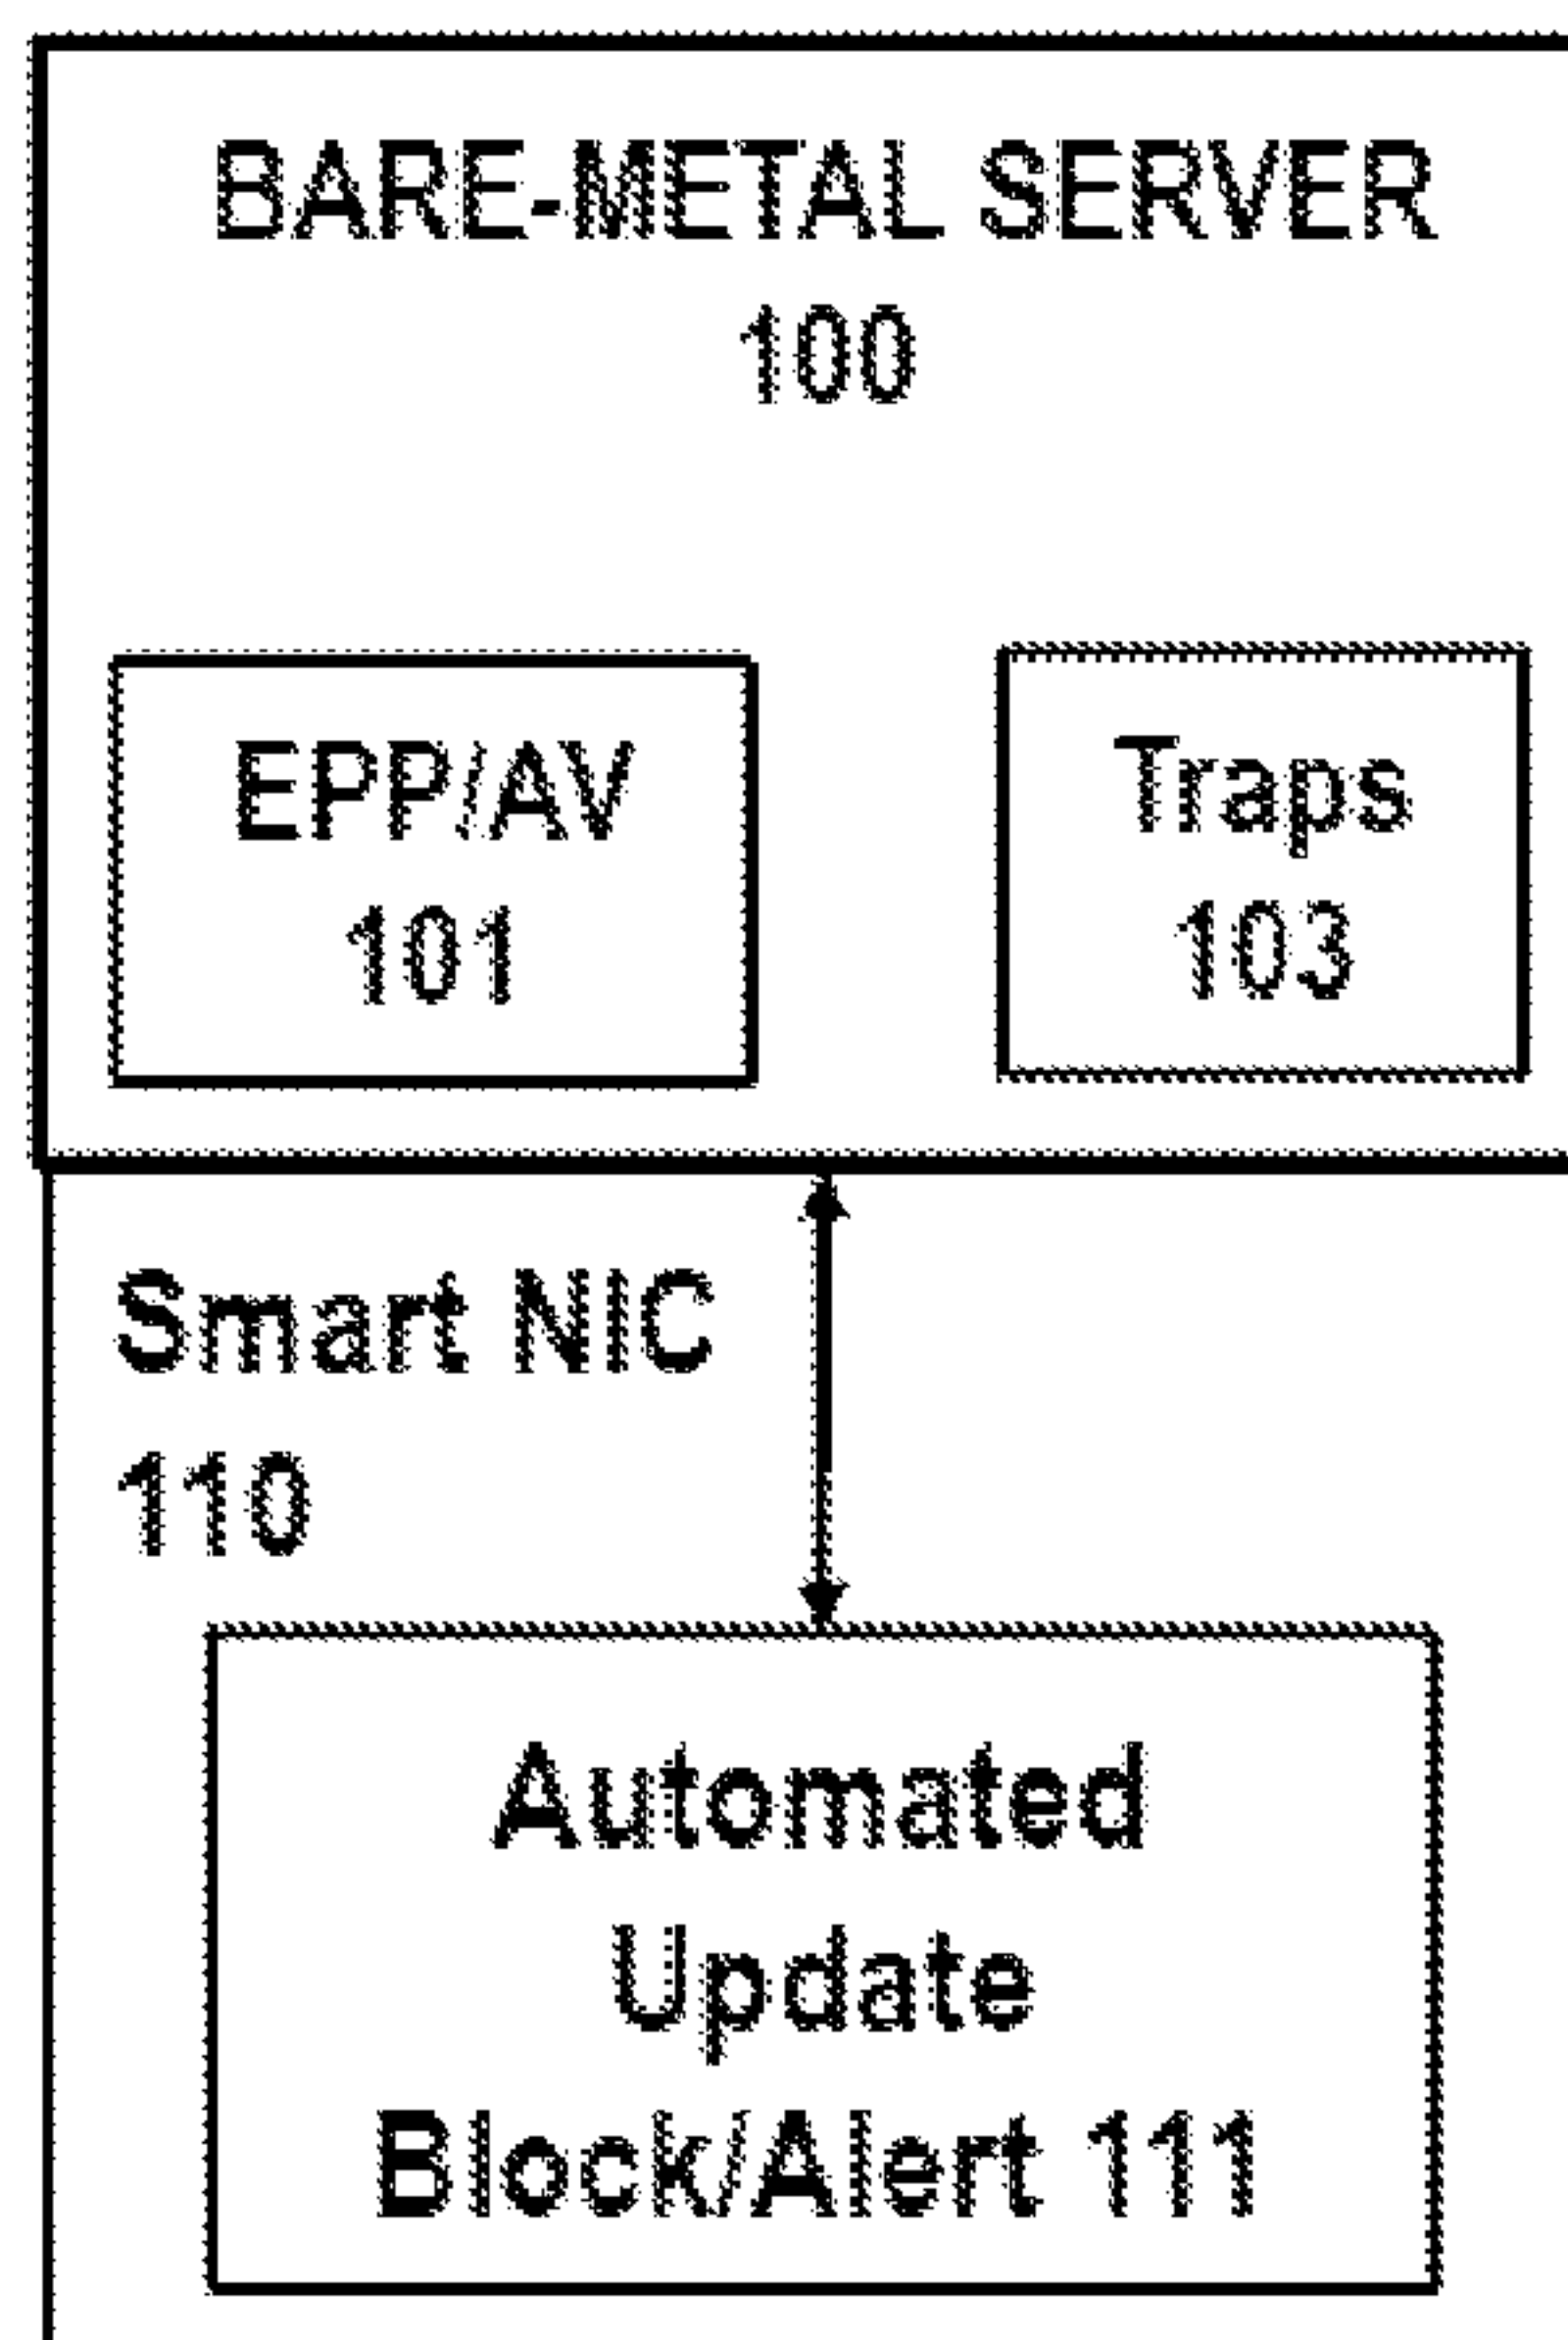 BARE-METAL SERVER
100
EPP/AV
101
Traps
103
Smart NIC
110
Automated
Update
Block/Alert 111